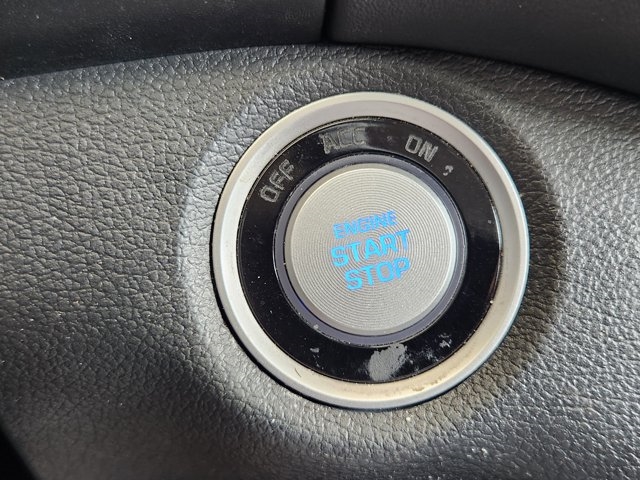 OFF ACC ON
ENGINE
START
STOP